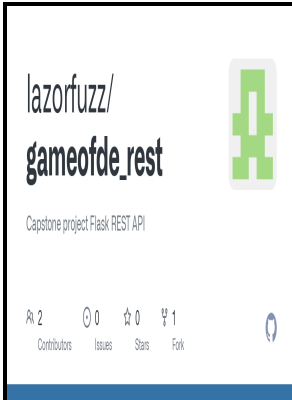 lazorfuzz/
gameofde_rest
Capstone project Flask REST API
2 0 0 1
Contributors Issues Stars Fork